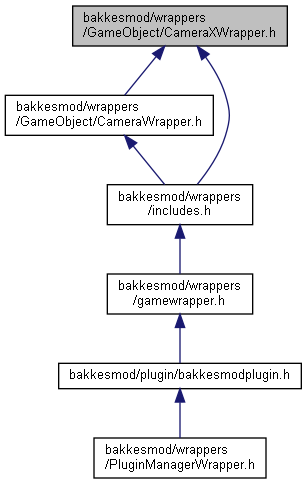 bakkesmod/wrappers
/GameObject/CameraXWrapper.h
bakkesmod/wrappers
/GameObject/CameraWrapper.h
bakkesmod/wrappers
/includes.h
bakkesmod/wrappers
/gamewrapper.h
bakkesmod/plugin/bakkesmodplugin.h
bakkesmod/wrappers
/PluginManagerWrapper.h